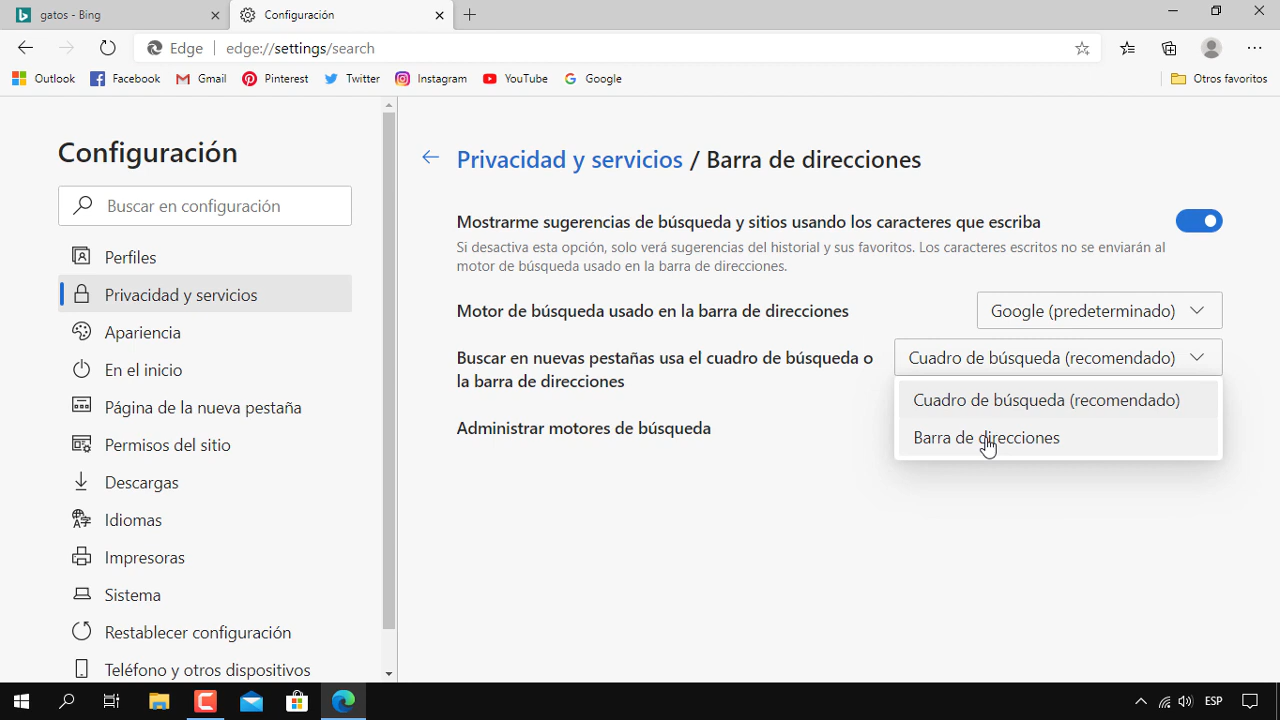 gatos - Bing
Configuración
Edge
edge://settings/search
Outlook
Facebook
Gmail
Pinterest
Twitter
Instagram
YouTube
Google
Otros favoritos
Configuración
Buscar en configuración
Perfiles
Privacidad y servicios
Apariencia
En el inicio
Página de la nueva pestaña
Permisos del sitio
Descargas
Idiomas
Impresoras
Sistema
Restablecer configuración
Teléfono y otros dispositivos
Privacidad y servicios / Barra de direcciones
Mostrarme sugerencias de búsqueda y sitios usando los caracteres que escriba
Si desactiva esta opción, solo verá sugerencias del historial y sus favoritos. Los caracteres escritos no se enviarán al
motor de búsqueda usado en la barra de direcciones.
Motor de búsqueda usado en la barra de direcciones
Google (predeterminado)
Buscar en nuevas pestañas usa el cuadro de búsqueda o
la barra de direcciones
Cuadro de búsqueda (recomendado)
Cuadro de búsqueda (recomendado)
Barra de direcciones
Administrar motores de búsqueda
ESP